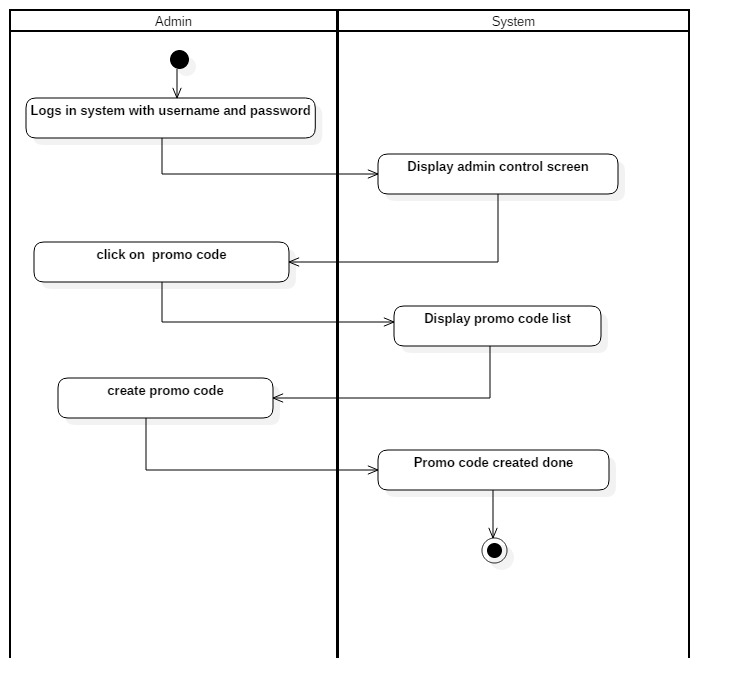 Admin
System
Logs in system with username and password
Display admin control screen
click on  promo code
Display promo code list
create promo code
Promo code created done